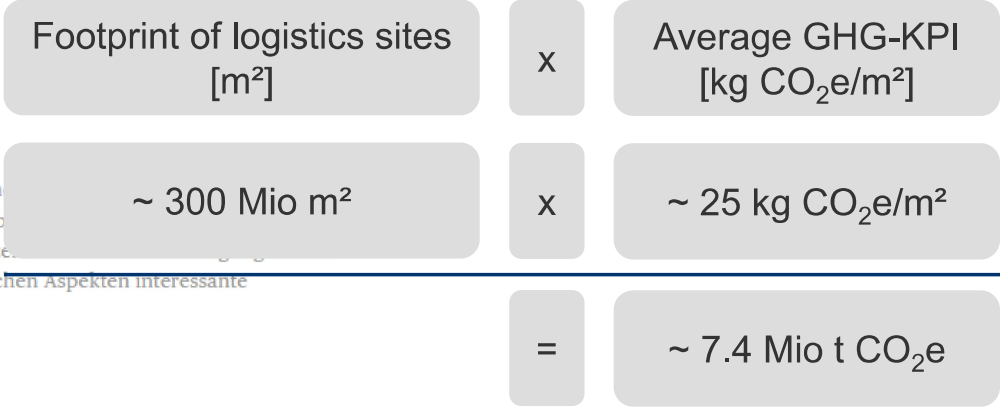 Footprint of logistics sites
[m²]
x
Average GHG-KPI
[kg CO₂e/m²]
~ 300 Mio m²
x
~ 25 kg CO₂e/m²
chen Aspekten interessante
=
~ 7.4 Mio t CO₂e